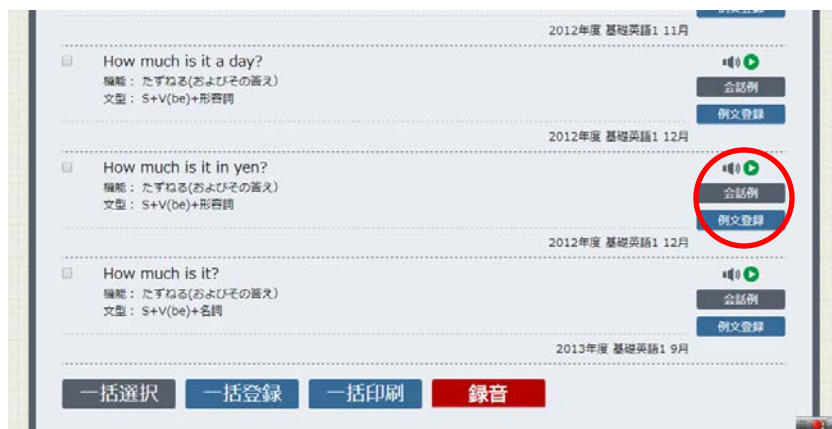 例文登録
2012年度 基礎英語1 11月
How much is it a day?
機能： たずねる(およびその答え)
文型： S+V(be)+形容詞
会話例
例文登録
2012年度 基礎英語1 12月
How much is it in yen?
機能： たずねる(およびその答え)
文型： S+V(be)+形容詞
会話例
例文登録
2012年度 基礎英語1 12月
How much is it?
機能： たずねる(およびその答え)
文型： S+V(be)+名詞
会話例
例文登録
2013年度 基礎英語1 9月
一括選択 一括登録 一括印刷 録音